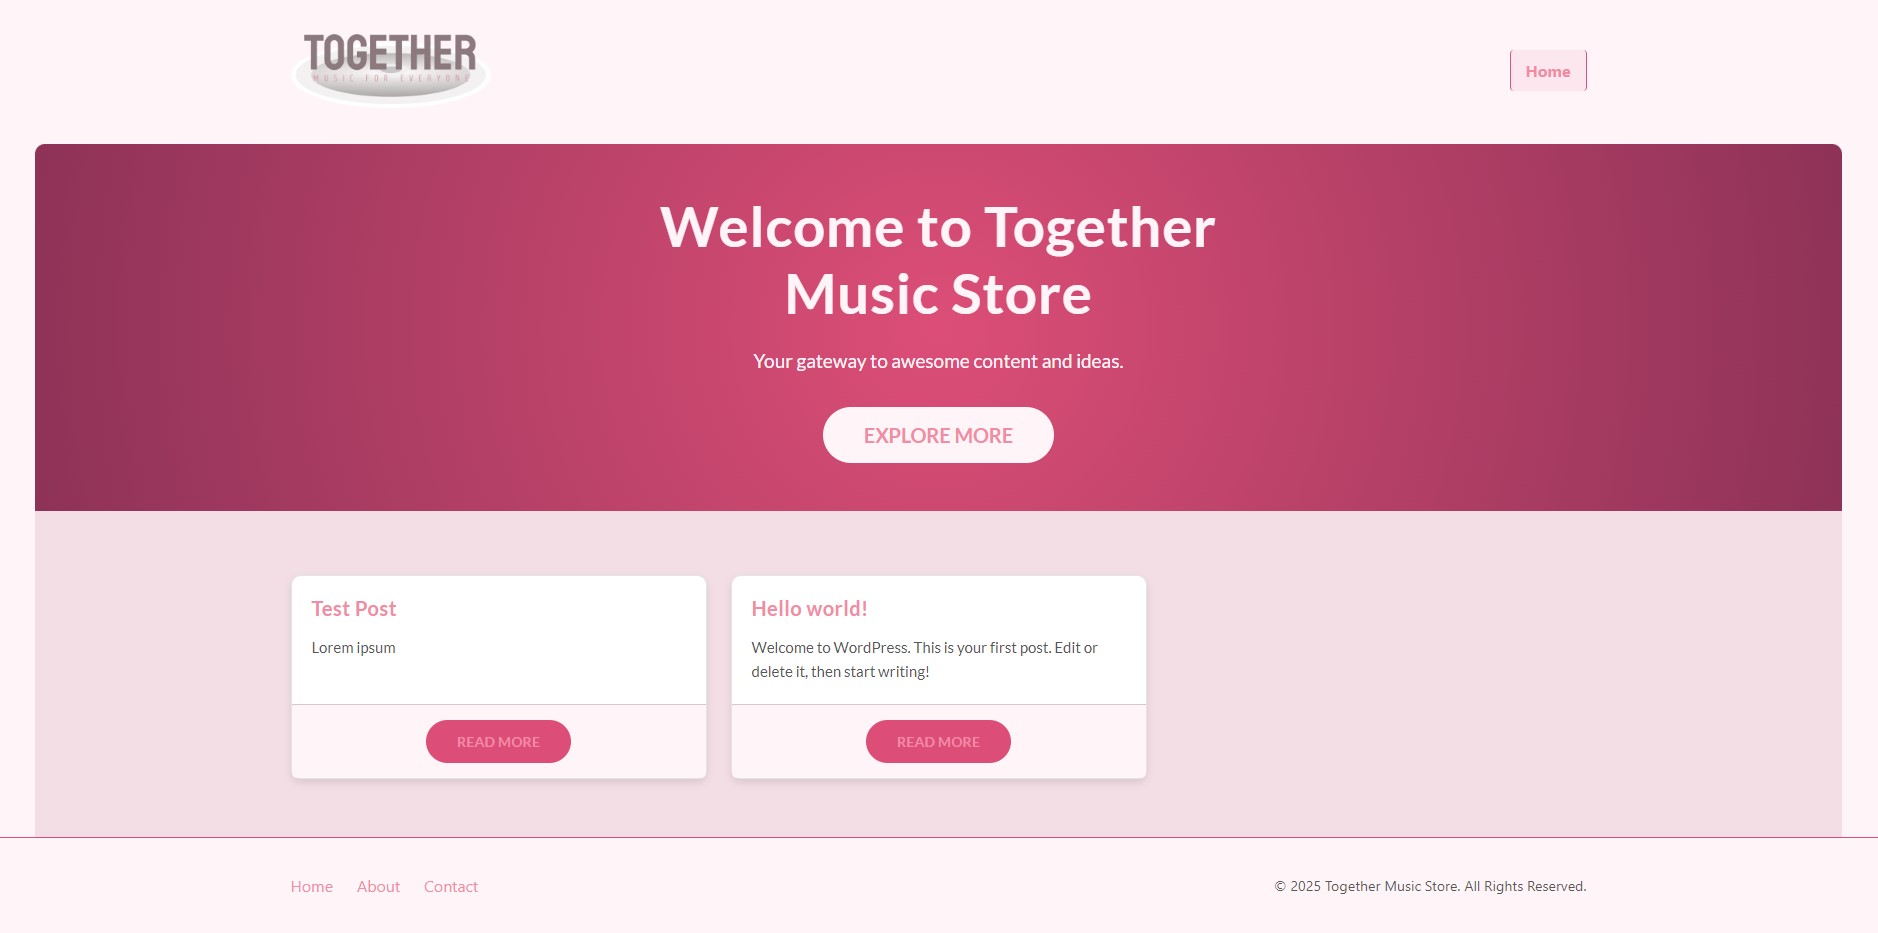 TOGETHER
MUSIC FOR EVERYONE
Home
Welcome to Together
Music Store
Your gateway to awesome content and ideas.
EXPLORE MORE
Test Post
Lorem ipsum
READ MORE
Hello world!
Welcome to WordPress. This is your first post. Edit or
delete it, then start writing!
READ MORE
Home About Contact
© 2025 Together Music Store. All Rights Reserved.